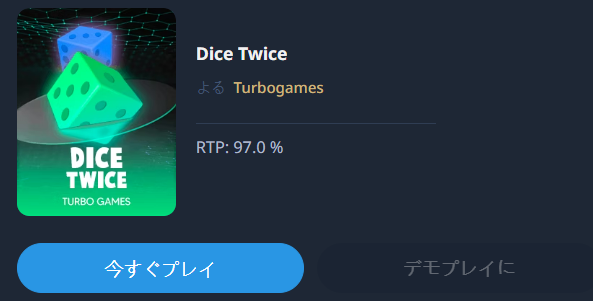 DICE
TWICE
TURBO GAMES
Dice Twice
よる Turbogames
RTP: 97.0 %
今すぐプレイ
デモプレイに